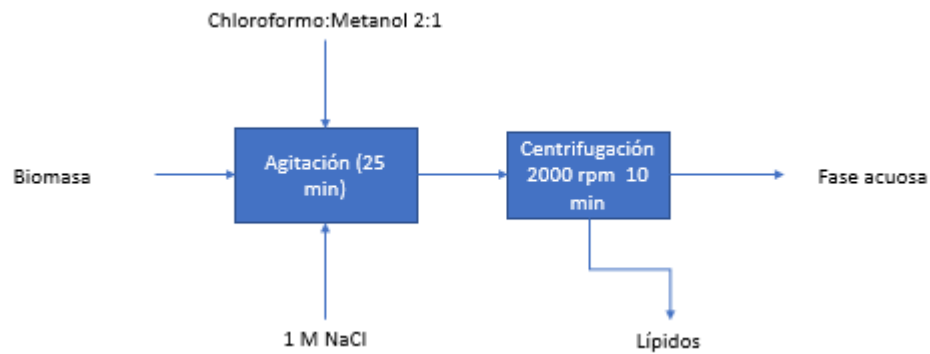 Chloroformo:Metanol 2:1
Biomasa
Agitación (25
min)
Centrifugación
2000 rpm 10
min
Fase acuosa
1 M NaCl
Lípidos